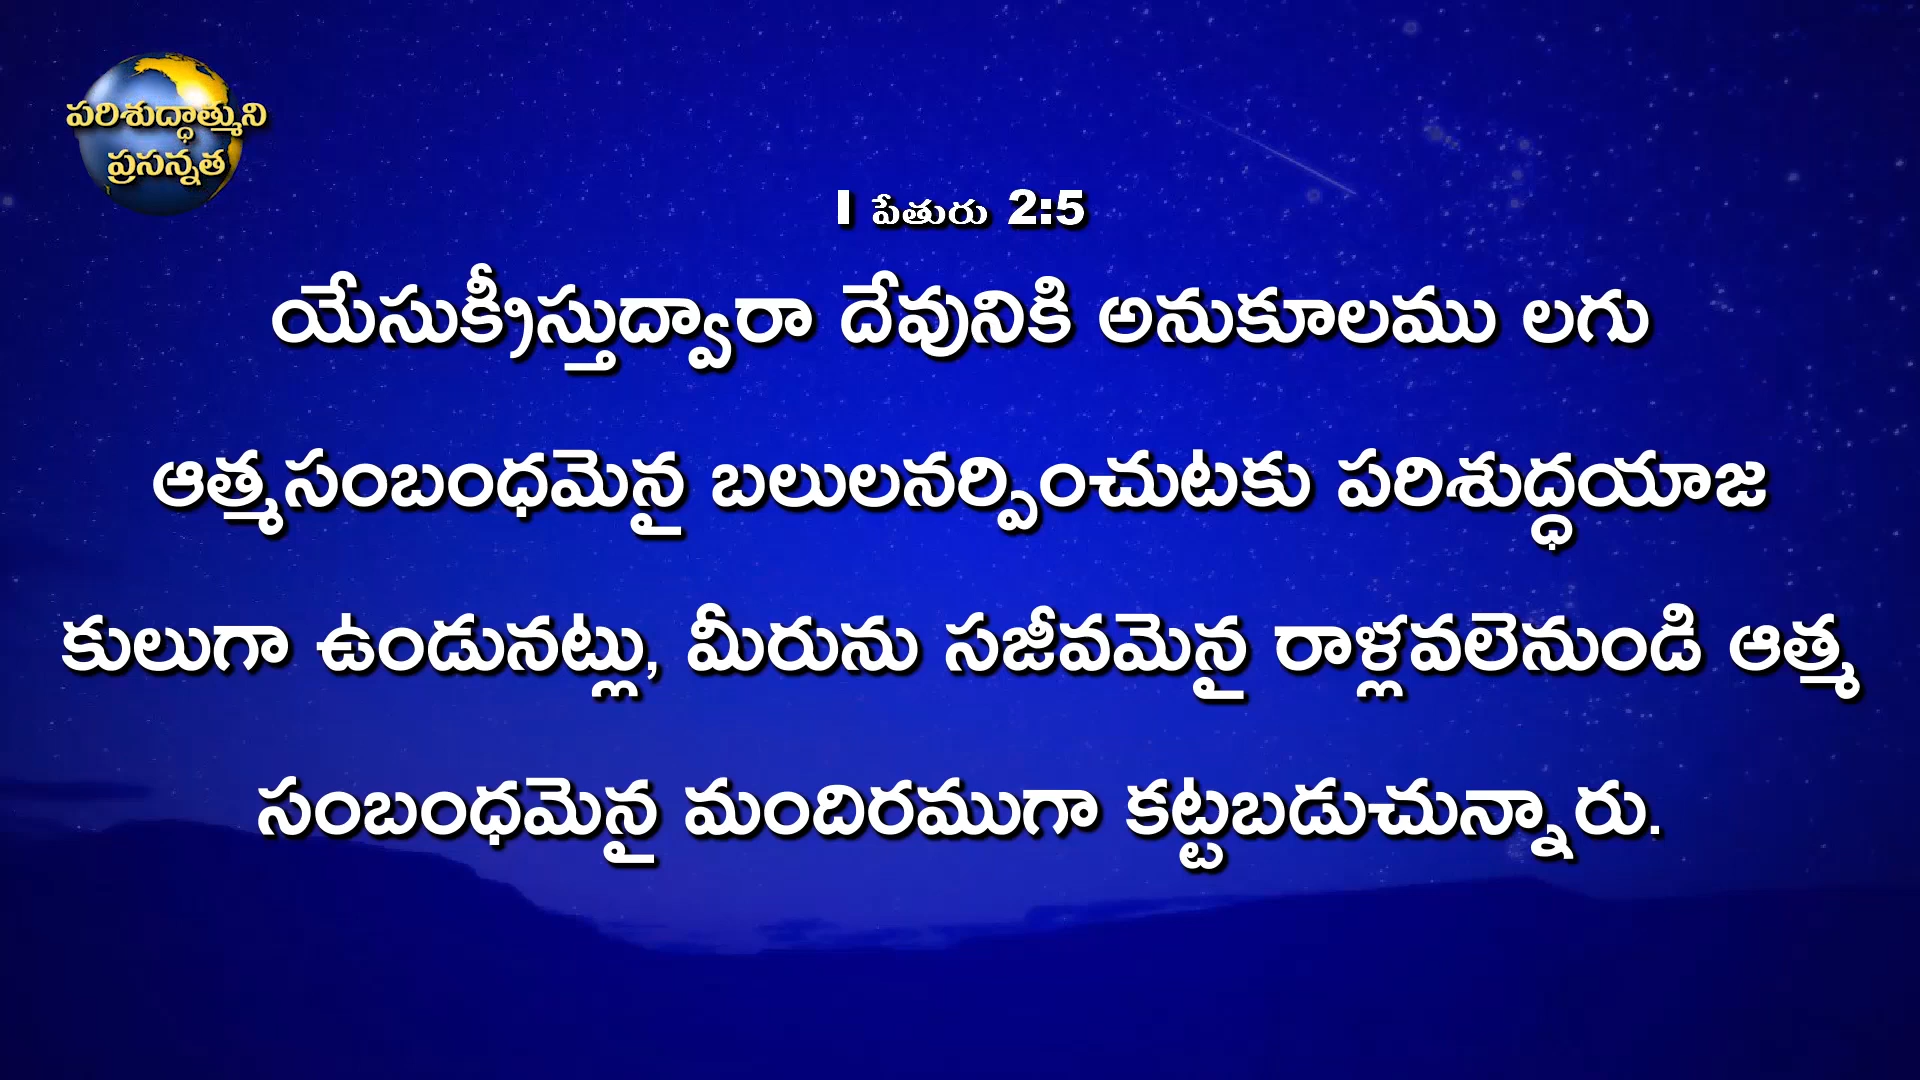 పరిశుద్ధాత్ముని
ప్రసన్నత
I పేతురు 2:5
యేసుక్రీస్తుద్వారా దేవునికి అనుకూలము లగు
ఆత్మసంబంధమైన బలులనర్పించుటకు పరిశుద్ధయాజ
కులుగా ఉండునట్లు, మీరును సజీవమైన రాళ్లవలెనుండి ఆత్మ
సంబంధమైన మందిరముగా కట్టబడుచున్నారు.